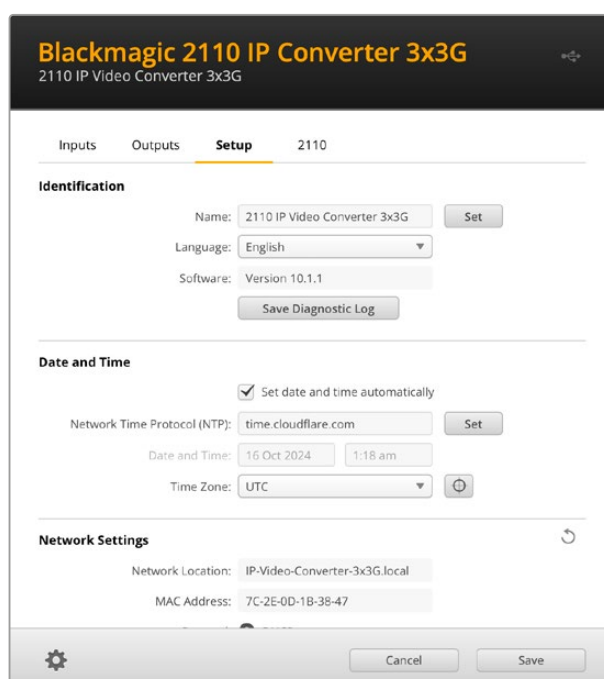 Blackmagic 2110 IP Converter 3x3G
2110 IP Video Converter 3x3G
Inputs Outputs Setup 2110
Identification
Name: 2110 IP Video Converter 3x3G Set
Language: English
Software: Version 10.1.1
Save Diagnostic Log
Date and Time
Set date and time automatically
Network Time Protocol (NTP): time.cloudflare.com Set
Date and Time: 16 Oct 2024 1:18 am
Time Zone: UTC
Network Settings
Network Location: IP-Video-Converter-3x3G.local
MAC Address: 7C-2E-0D-1B-38-47
Cancel Save